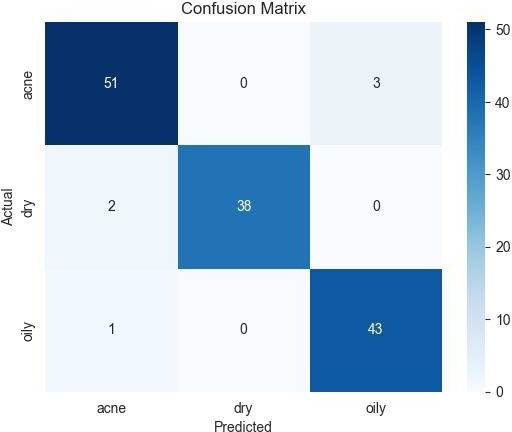 Confusion Matrix
acne 51 0 3
dry 2 38 0
oily 1 0 43
Actual
acne dry oily
Predicted
50
40
30
20
10
0